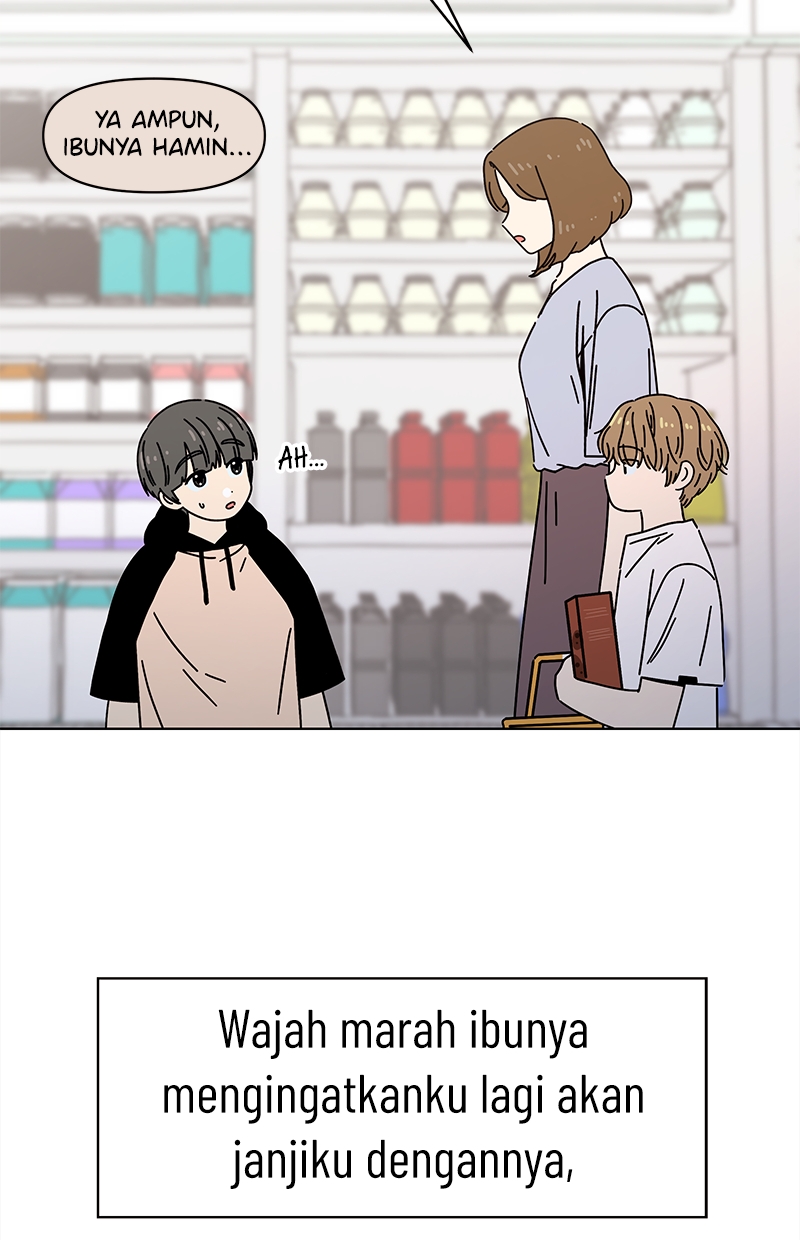 YA AMPUN,
IBUNYA HAMIN...
AH...
Wajah marah ibunya
mengingatkanku lagi akan
janjiku dengannya,